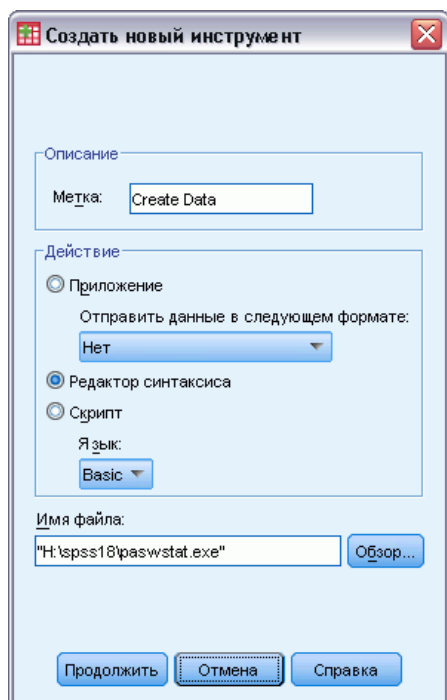 Создать новый инструмент
Описание
Метка: Create Data
Действие
Приложение
Отправить данные в следующем формате:
Нет
Редактор синтаксиса
Скрипт
Язык:
Basic
Имя файла:
"H:\spss18\paswstat.exe" Обзор...
Продолжить Отмена Справка